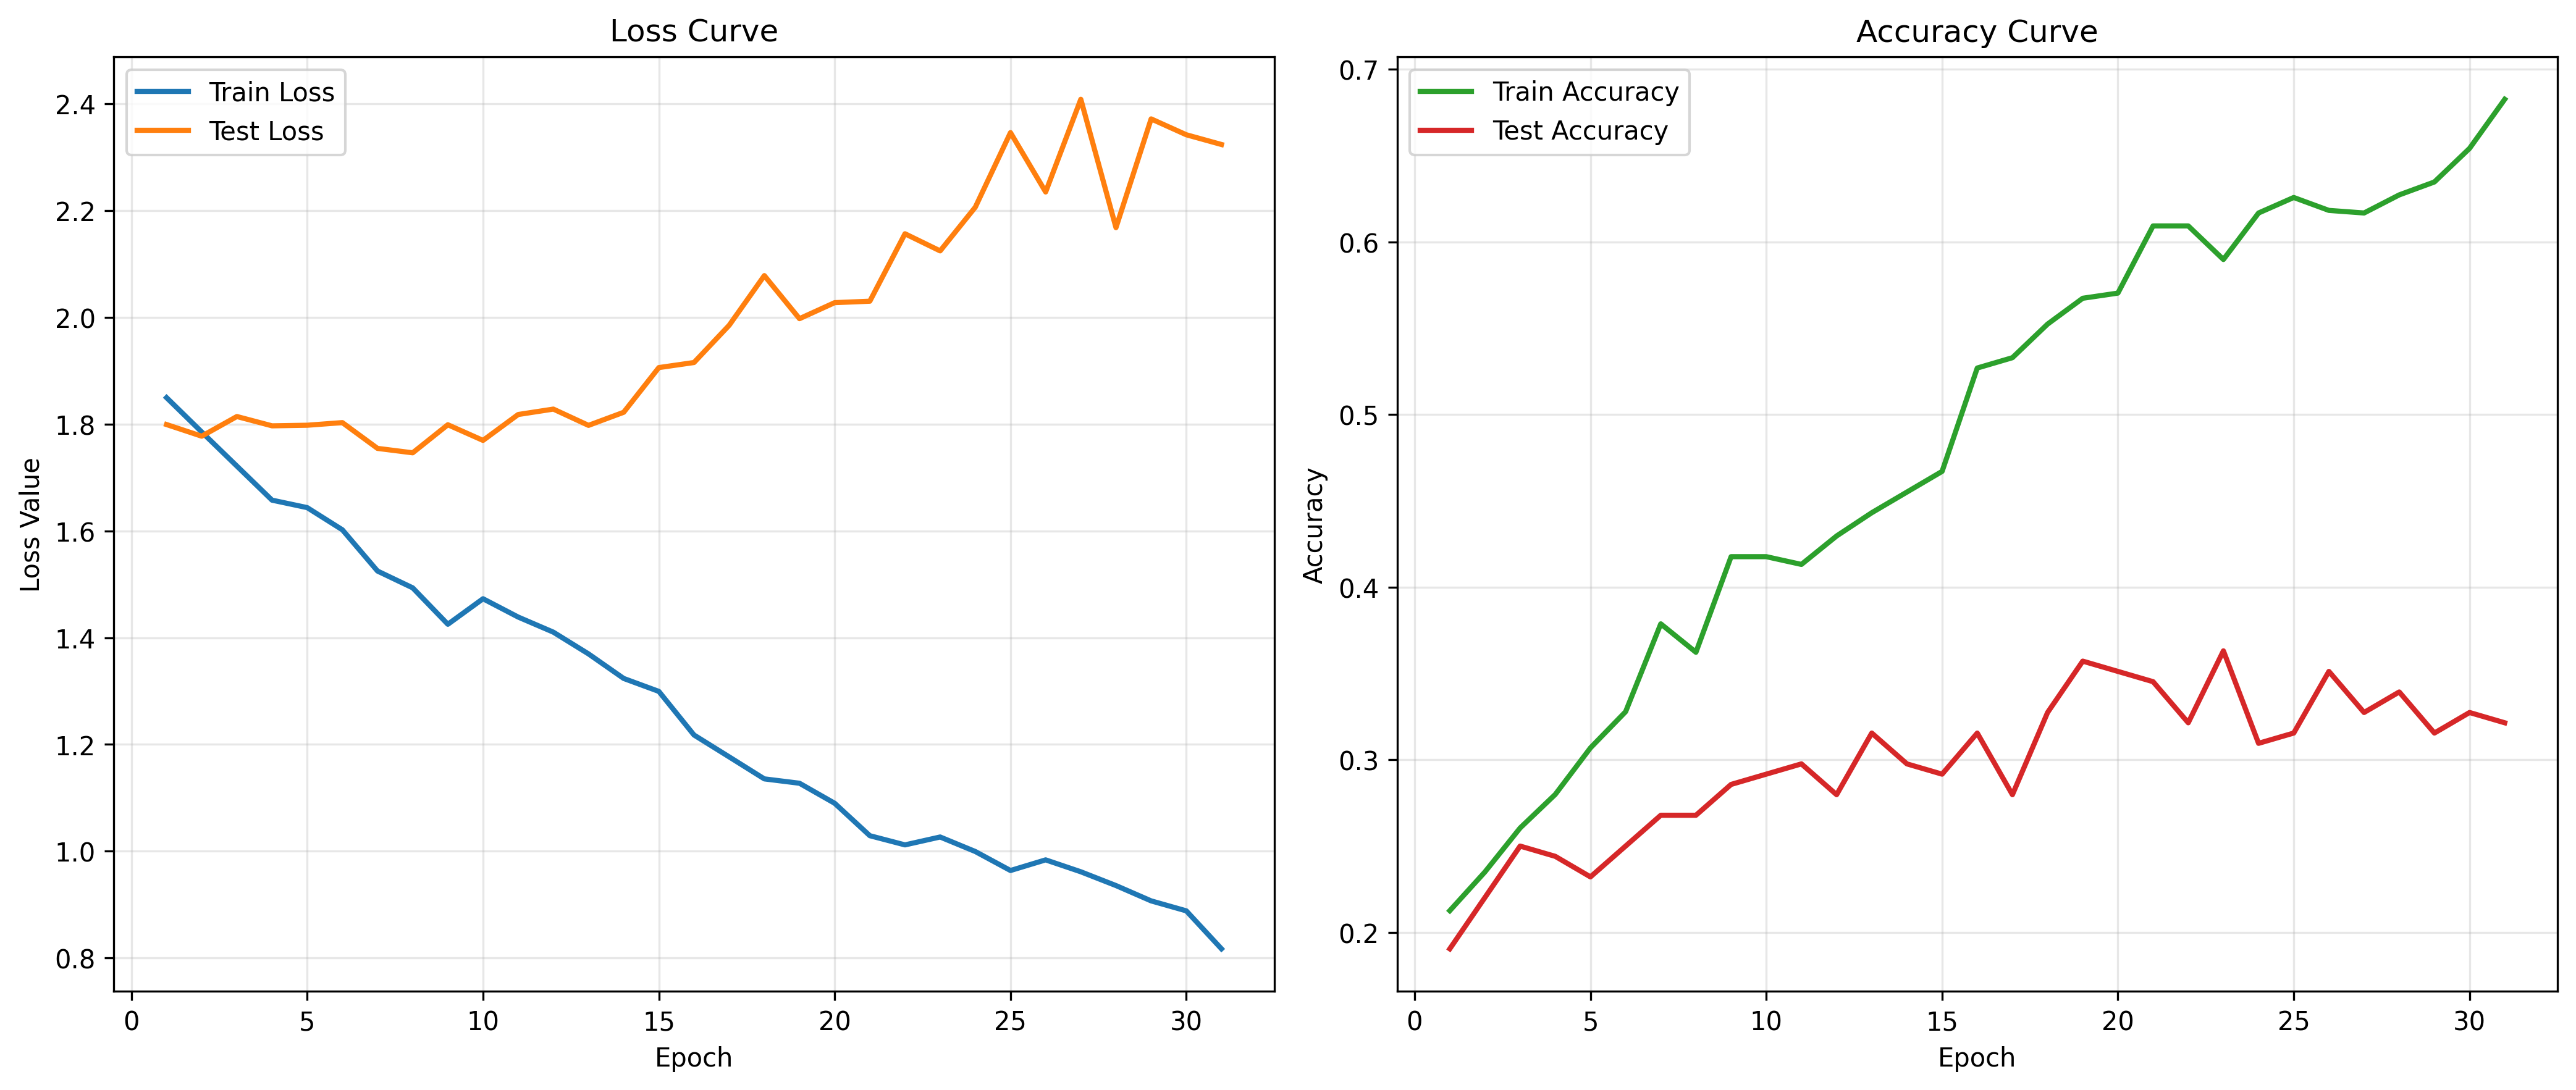 Loss Curve
Train Loss
Test Loss
2.4
2.2
2.0
1.8
1.6
1.4
1.2
1.0
0.8
Loss Value
0 5 10 15 20 25 30
Epoch
Accuracy Curve
Train Accuracy
Test Accuracy
0.7
0.6
0.5
0.4
0.3
0.2
Accuracy
0 5 10 15 20 25 30
Epoch